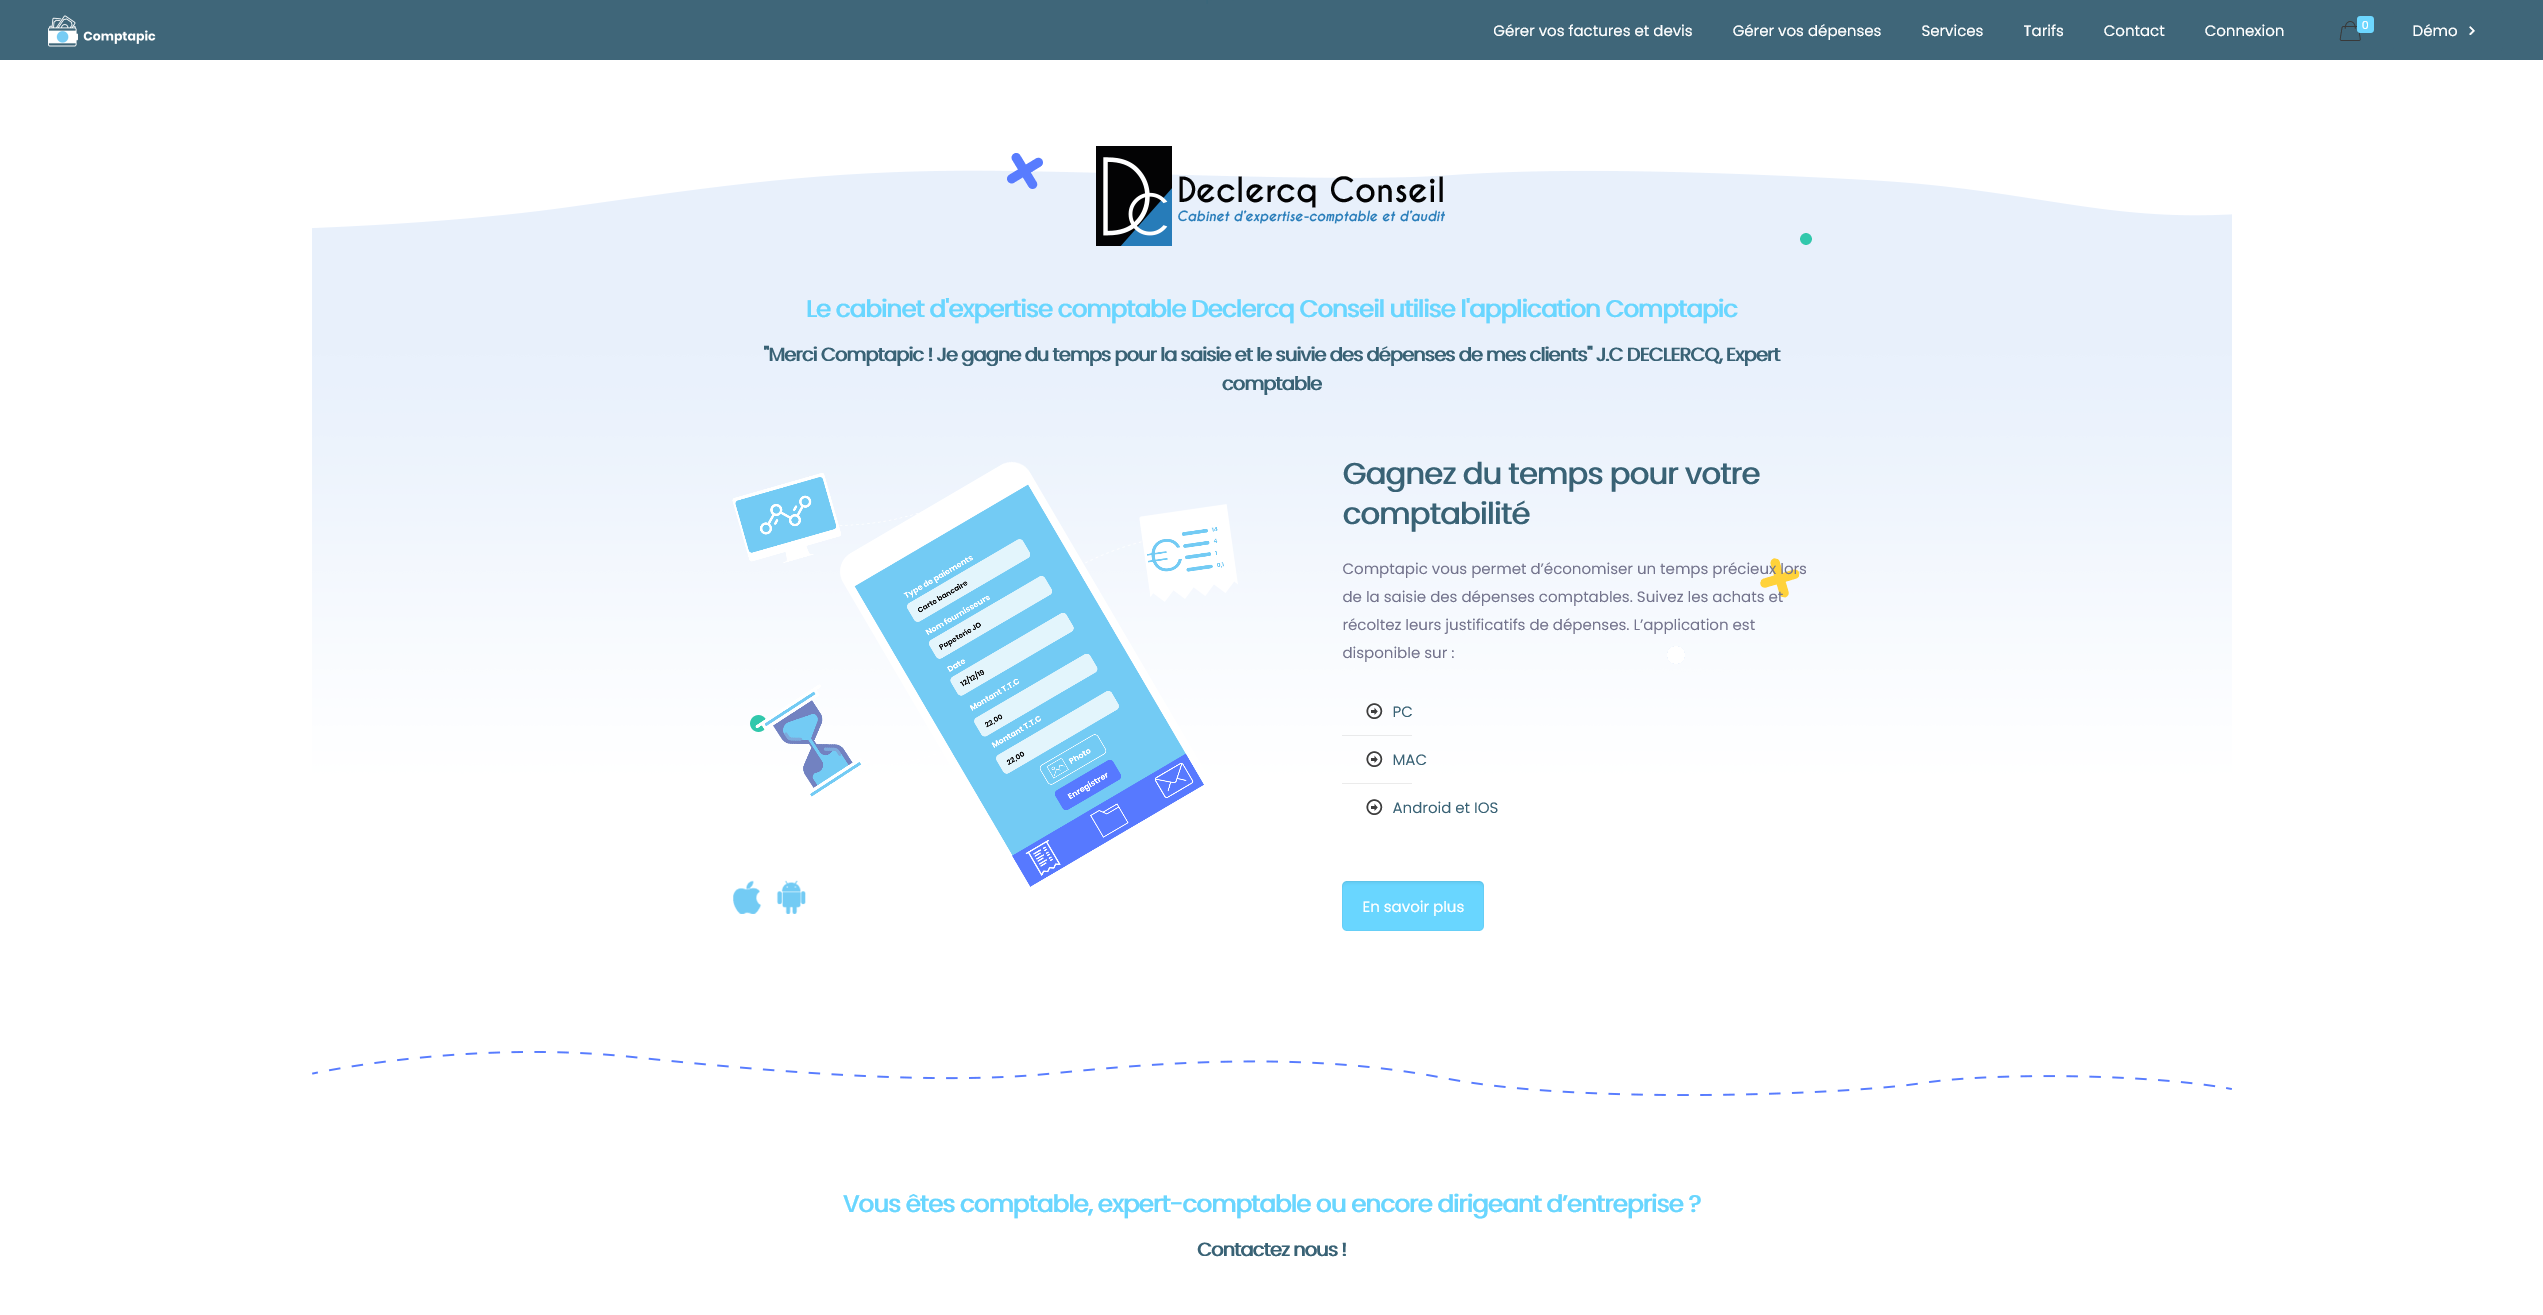 Comptapic
Gérer vos factures et devis
Gérer vos dépenses
Services
Tarifs
Contact
Connexion
0
Démo
DC
Declercq Conseil
Cabinet d'expertise-comptable et d'audit
Le cabinet d'expertise comptable Declercq Conseil utilise l'application Comptapic
"Merci Comptapic ! Je gagne du temps pour la saisie et le suivie des dépenses de mes clients" J.C DECLERCQ, Expert
comptable
Type de paiements
Carte bancaire
Nom fournisseurs
Papeterie JO
Date
12/12/19
Montant T.T.C
22,00
Montant T.T.C
22,00
Photo
Enregistrer
Gagnez du temps pour votre
comptabilité
Comptapic vous permet d’économiser un temps précieux lors
de la saisie des dépenses comptables. Suivez les achats et
récoltez leurs justificatifs de dépenses. L’application est
disponible sur :
PC
MAC
Android et IOS
En savoir plus
Vous êtes comptable, expert-comptable ou encore dirigeant d’entreprise ?
Contactez nous !